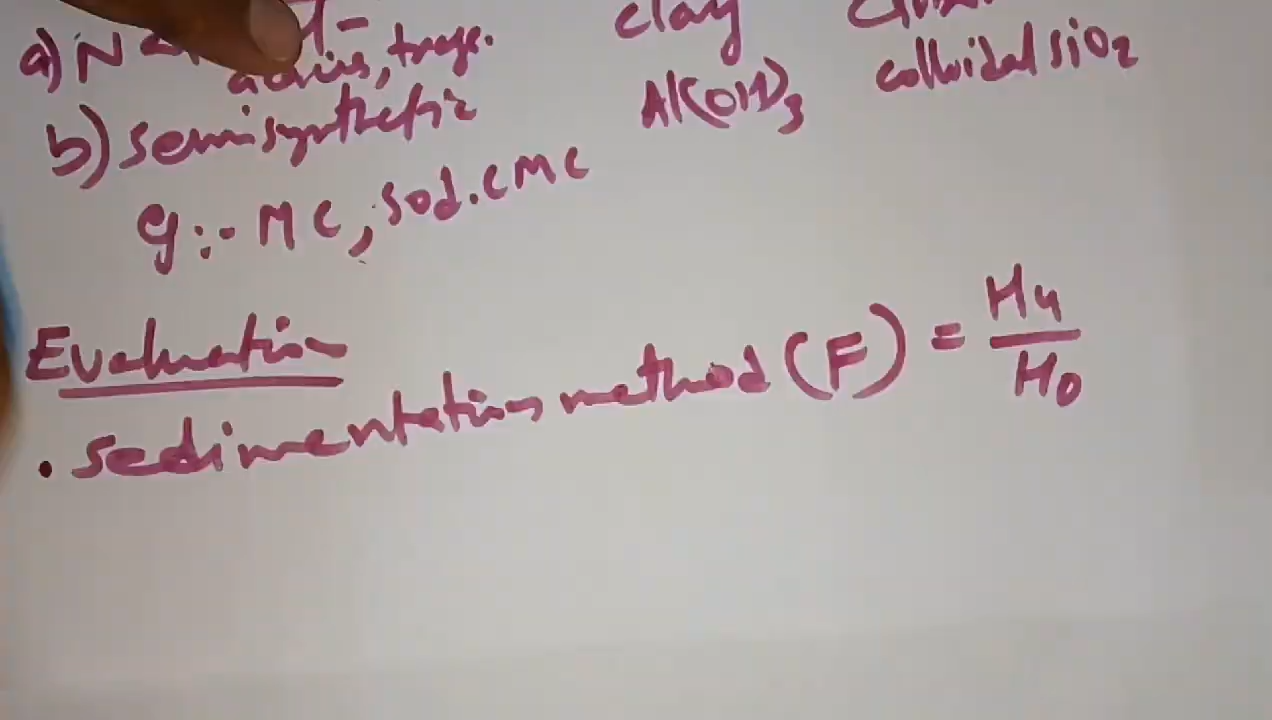 a) N
acacia, trag.
clay
colloidal SiO2
b) semisynthetic
Al(OH)3
eg:- MC, Sod.CMC
Evaluation
• sedimentation method (F) = Hu / Ho